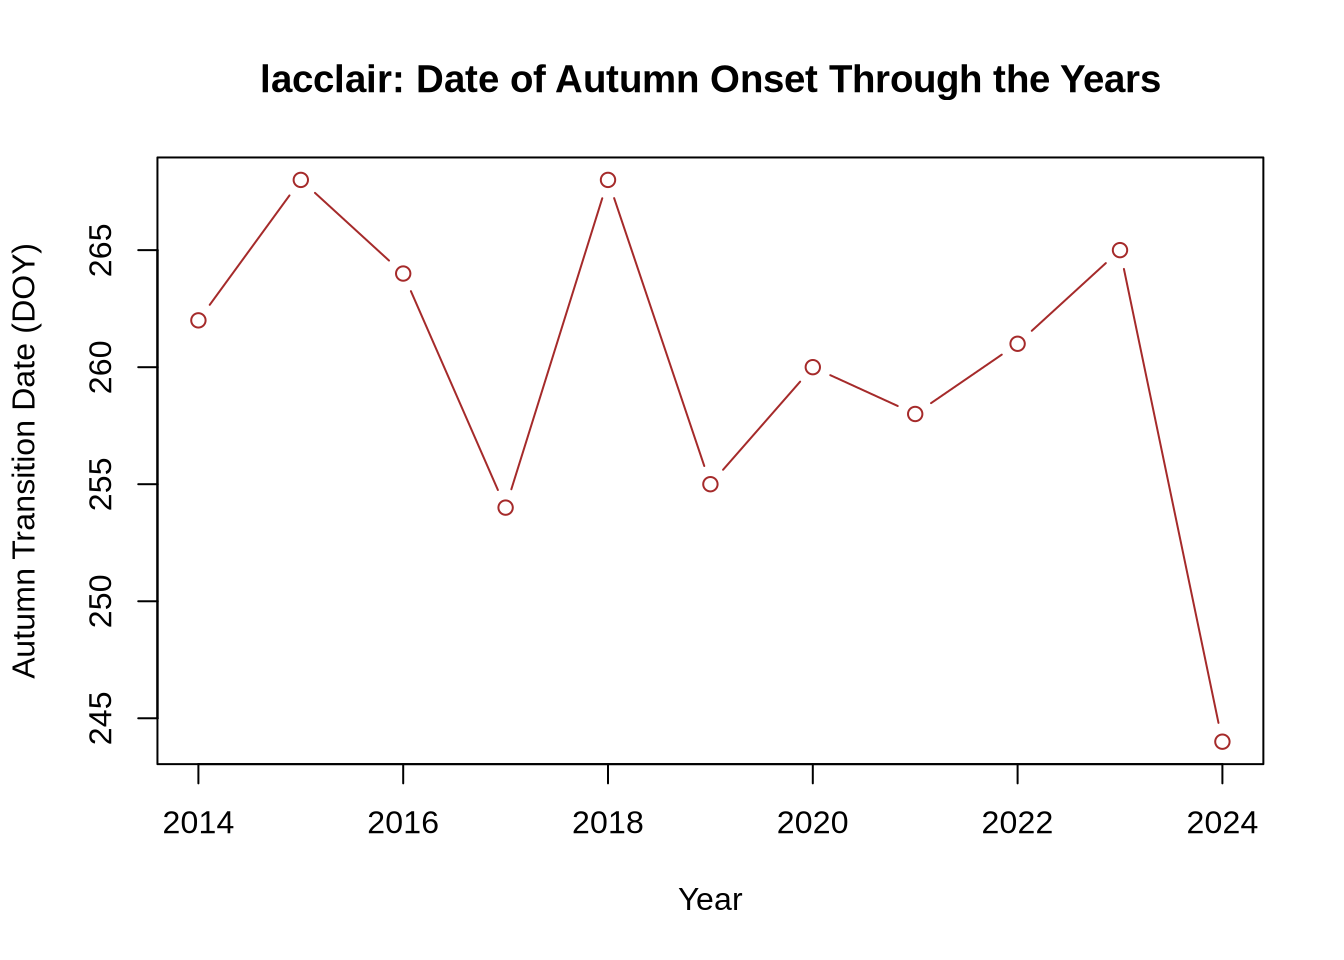 lacclair: Date of Autumn Onset Through the Years
Autumn Transition Date (DOY)
265
260
255
250
245
2014 2016 2018 2020 2022 2024
Year